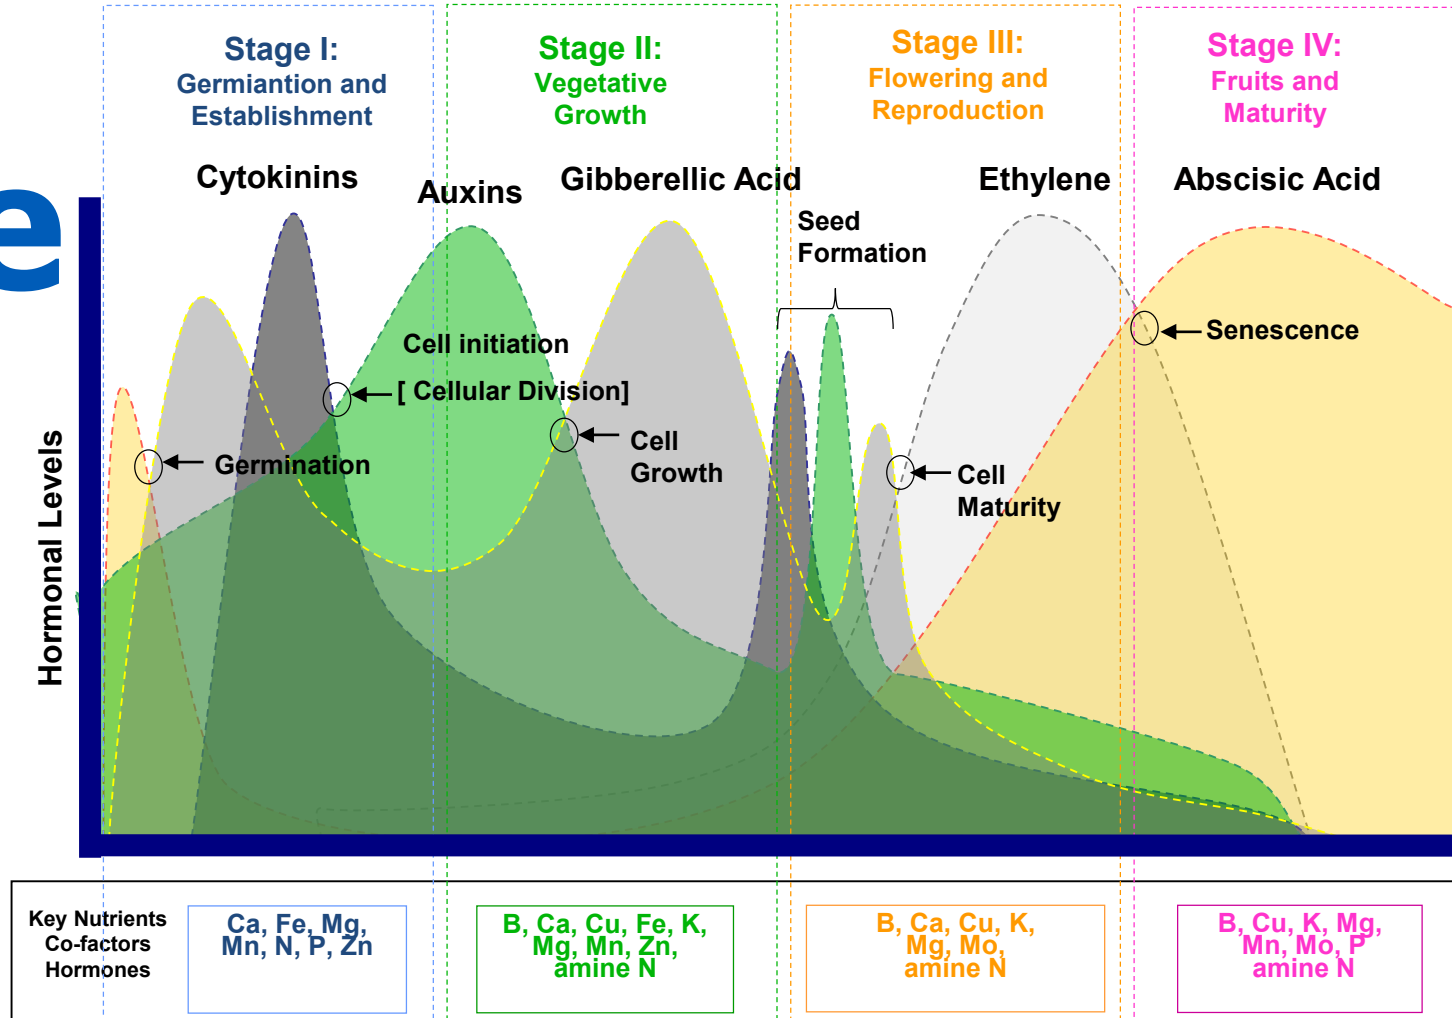 Stage I:
Germiantion and
Establishment
Stage II:
Vegetative
Growth
Stage III:
Flowering and
Reproduction
Stage IV:
Fruits and
Maturity
Cytokinins
Auxins
Gibberellic Acid
Ethylene
Abscisic Acid
e
Seed
Formation
Cell initiation
[ Cellular Division]
Senescence
Germination
Cell
Growth
Cell
Maturity
Hormonal Levels
Key Nutrients
Co-factors
Hormones
Ca, Fe, Mg,
Mn, N, P, Zn
B, Ca, Cu, Fe, K,
Mg, Mn, Zn,
amine N
B, Ca, Cu, K,
Mg, Mo,
amine N
B, Cu, K, Mg,
Mn, Mo, P
amine N